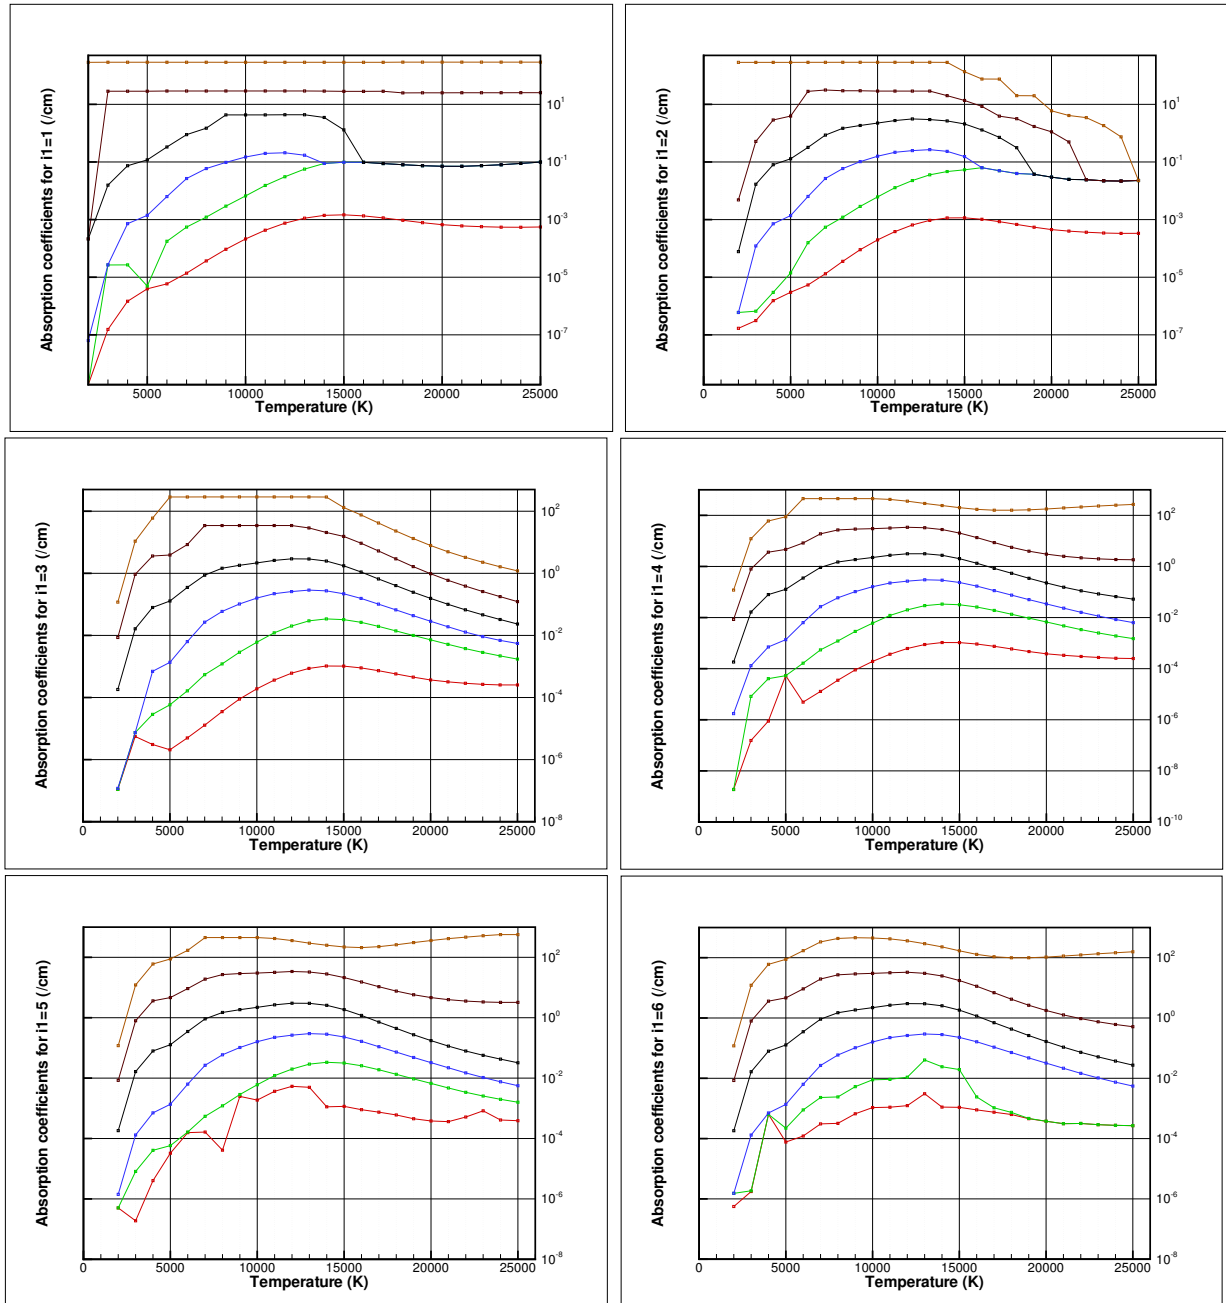 Absorption coefficients for i1=1 (/cm)
10^1
10^-1
10^-3
10^-5
10^-7
5000 10000 15000 20000 25000
Temperature (K)
Absorption coefficients for i1=2 (/cm)
10^1
10^-1
10^-3
10^-5
10^-7
0 5000 10000 15000 20000 25000
Temperature (K)
Absorption coefficients for i1=3 (/cm)
10^2
10^0
10^-2
10^-4
10^-6
10^-8
0 5000 10000 15000 20000 25000
Temperature (K)
Absorption coefficients for i1=4 (/cm)
10^2
10^0
10^-2
10^-4
10^-6
10^-8
10^-10
0 5000 10000 15000 20000 25000
Temperature (K)
Absorption coefficients for i1=5 (/cm)
10^2
10^0
10^-2
10^-4
10^-6
10^-8
0 5000 10000 15000 20000 25000
Temperature (K)
Absorption coefficients for i1=6 (/cm)
10^2
10^0
10^-2
10^-4
10^-6
10^-8
0 5000 10000 15000 20000 25000
Temperature (K)